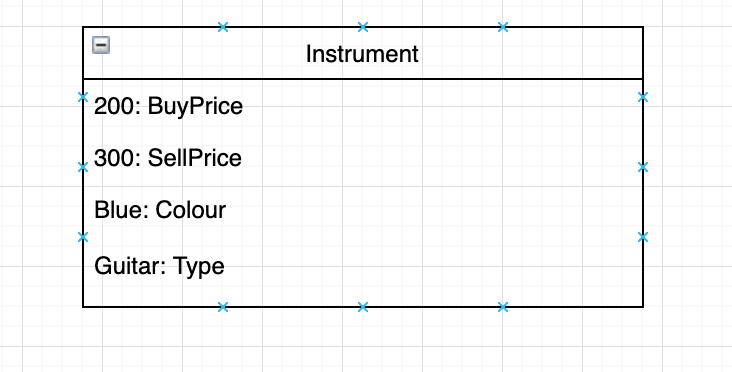 Instrument
200: BuyPrice
300: SellPrice
Blue: Colour
Guitar: Type